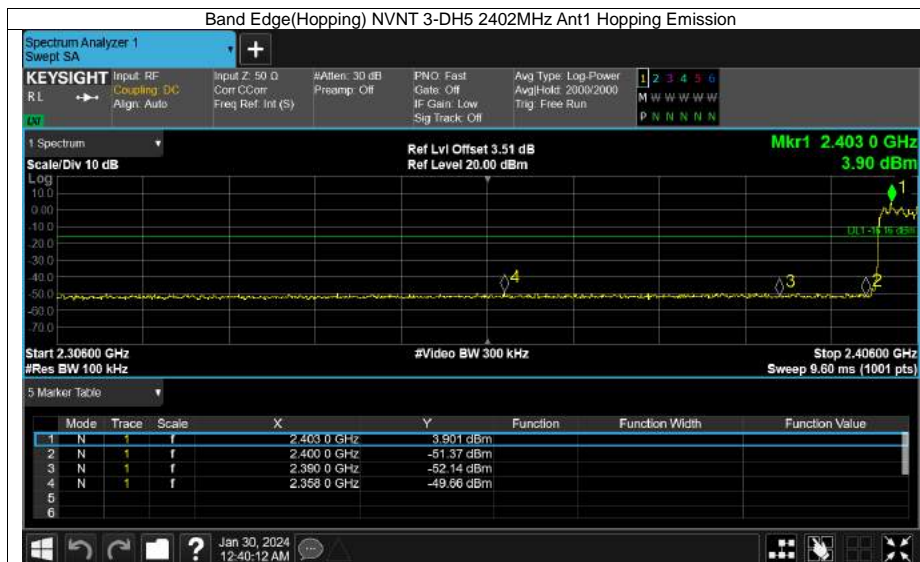 Band Edge(Hopping) NVNT 3-DH5 2402MHz Ant1 Hopping Emission
Spectrum Analyzer 1
Swept SA
+
KEYSIGHT Input: RF Input Z: 50 Ω #Atten: 30 dB PNO: Fast Avg Type: Log-Power 1 2 3 4 5 6
RL Coupling: DC Corr CCorr Preamp: Off Gate: Off Avg|Hold: 2000/2000 M W W W W W
Align: Auto Freq Ref: Int (S) IF Gain: Low Trig: Free Run
Sig Track: Off P N N N N N
1 Spectrum Ref Lvl Offset 3.51 dB Mkr1 2.403 0 GHz
Scale/Div 10 dB Ref Level 20.00 dBm 3.90 dBm
Log
10.0
0.00
-10.0
-20.0
-30.0
-40.0
-50.0
-60.0
-70.0
1
4
3
2
Start 2.30600 GHz #Video BW 300 kHz Stop 2.40600 GHz
#Res BW 100 kHz Sweep 9.60 ms (1001 pts)
5 Marker Table
Mode Trace Scale X Y Function Function Width Function Value
1 N 1 f 2.403 0 GHz 3.901 dBm
2 N 1 f 2.400 0 GHz -51.37 dBm
3 N 1 f 2.390 0 GHz -52.14 dBm
4 N 1 f 2.358 0 GHz -49.66 dBm
5
6
? Jan 30, 2024
12:40:12 AM